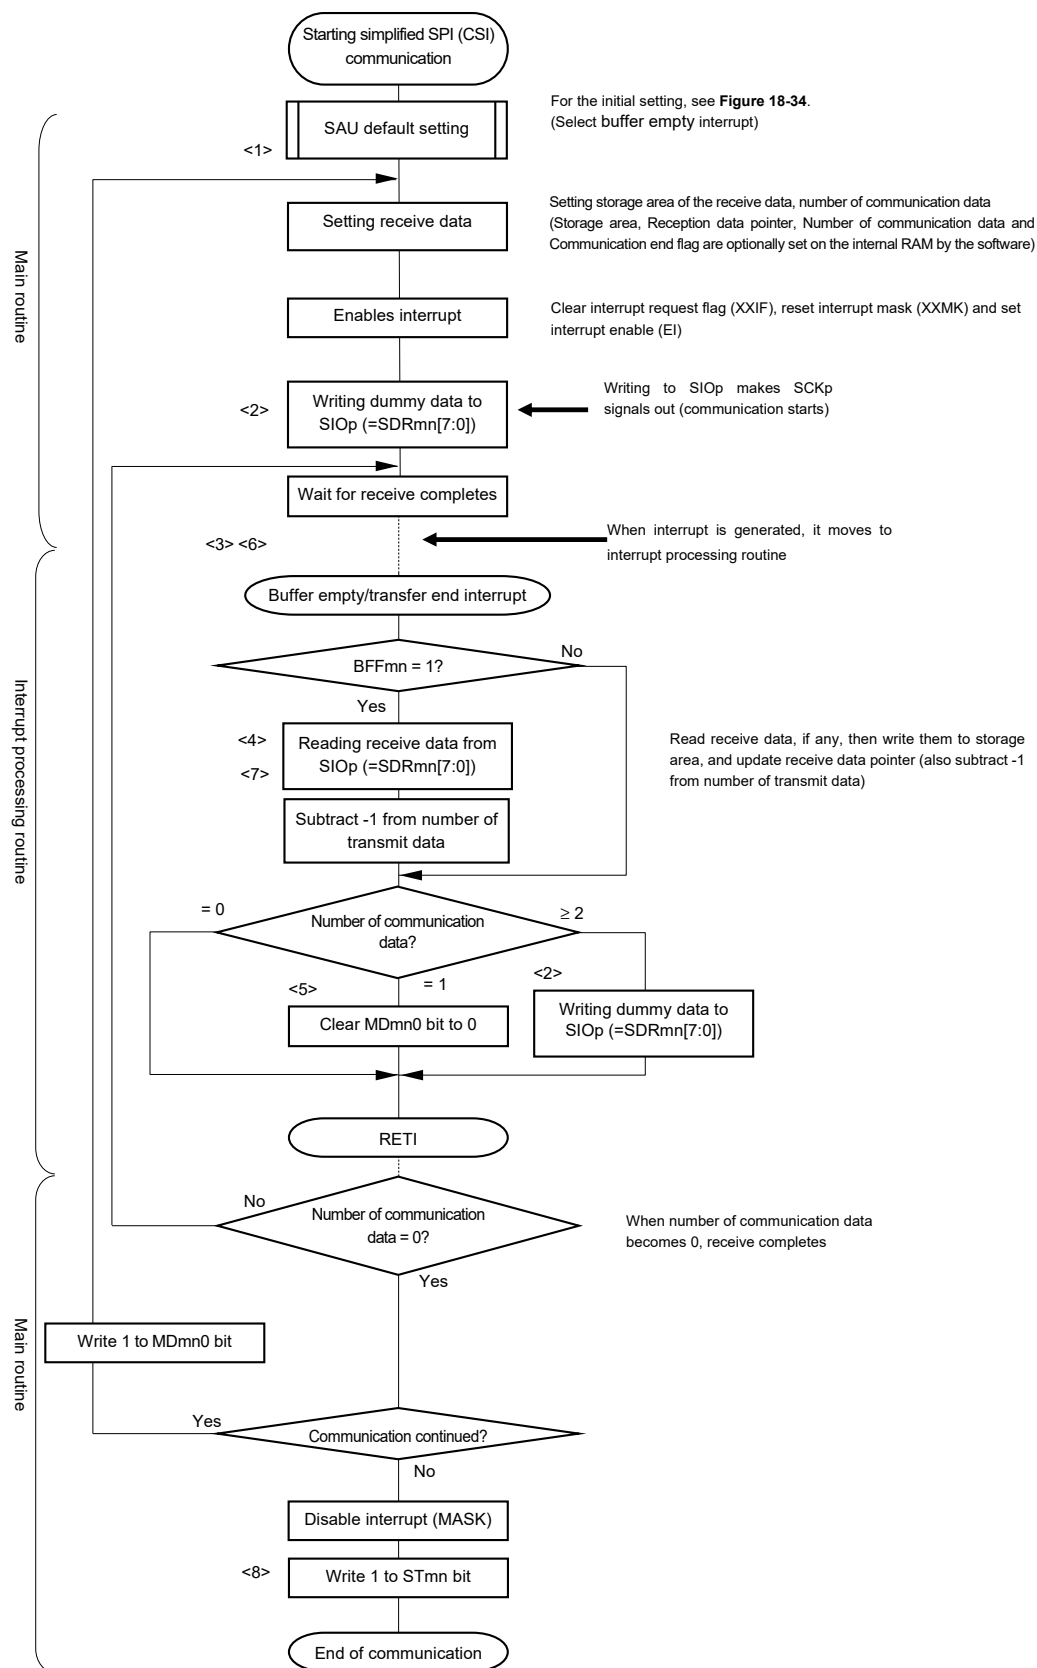 Starting simplified SPI (CSI)
communication
For the initial setting, see Figure 18-34.
(Select buffer empty interrupt)
SAU default setting
<1>
Setting storage area of the receive data, number of communication data
(Storage area, Reception data pointer, Number of communication data and
Communication end flag are optionally set on the internal RAM by the software)
Setting receive data
Main routine
Enables interrupt
Clear interrupt request flag (XXIF), reset interrupt mask (XXMK) and set
interrupt enable (EI)
<2>
Writing dummy data to
SIOp (=SDRmn[7:0])
Writing to SIOp makes SCKp
signals out (communication starts)
Wait for receive completes
<3> <6>
When interrupt is generated, it moves to
interrupt processing routine
Buffer empty/transfer end interrupt
BFFmn = 1?
No
Yes
Interrupt processing routine
<4>
<7>
Reading receive data from
SIOp (=SDRmn[7:0])
Read receive data, if any, then write them to storage
area, and update receive data pointer (also subtract -1
from number of transmit data)
Subtract -1 from number of
transmit data
= 0
Number of communication
data?
≥ 2
= 1
<5>
Clear MDmn0 bit to 0
<2>
Writing dummy data to
SIOp (=SDRmn[7:0])
RETI
No
Number of communication
data = 0?
When number of communication data
becomes 0, receive completes
Yes
Main routine
Write 1 to MDmn0 bit
Yes
Communication continued?
No
Disable interrupt (MASK)
<8>
Write 1 to STmn bit
End of communication